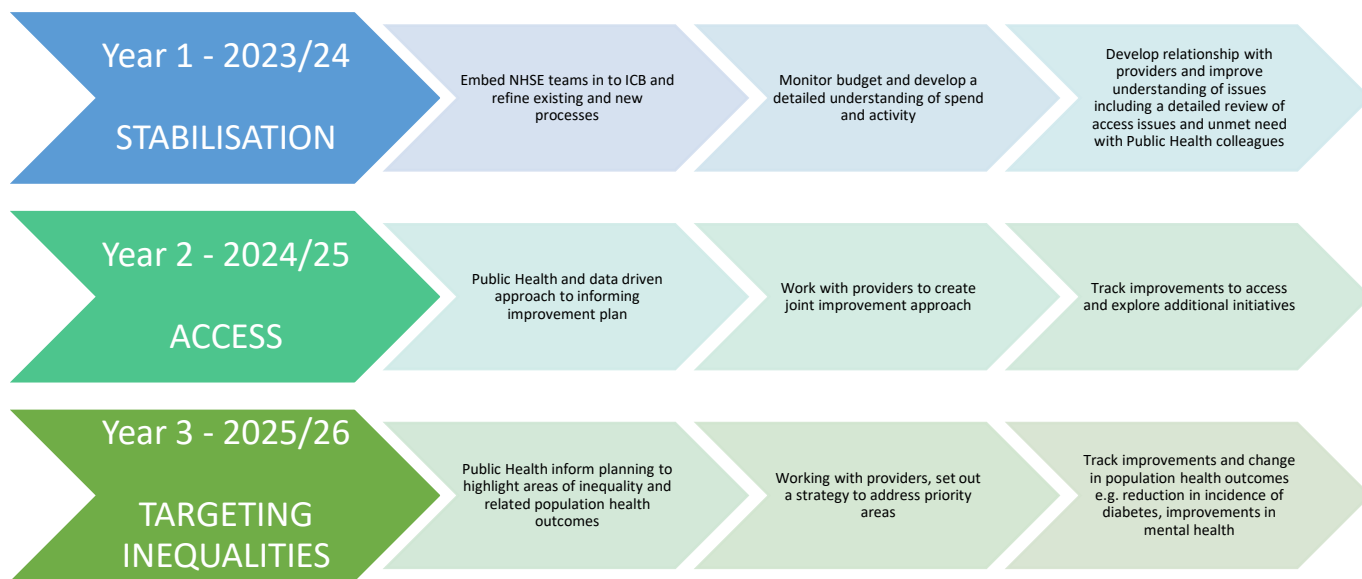 Year 1 - 2023/24
STABILISATION
Embed NHSE teams in to ICB and
refine existing and new
processes
Monitor budget and develop a
detailed understanding of spend
and activity
Develop relationship with
providers and improve
understanding of issues
including a detailed review of
access issues and unmet need
with Public Health colleagues
Year 2 - 2024/25
ACCESS
Public Health and data driven
approach to informing
improvement plan
Work with providers to create
joint improvement approach
Track improvements to access
and explore additional initiatives
Year 3 - 2025/26
TARGETING
INEQUALITIES
Public Health inform planning to
highlight areas of inequality and
related population health
outcomes
Working with providers, set out
a strategy to address priority
areas
Track improvements and change
in population health outcomes
e.g. reduction in incidence of
diabetes, improvements in
mental health